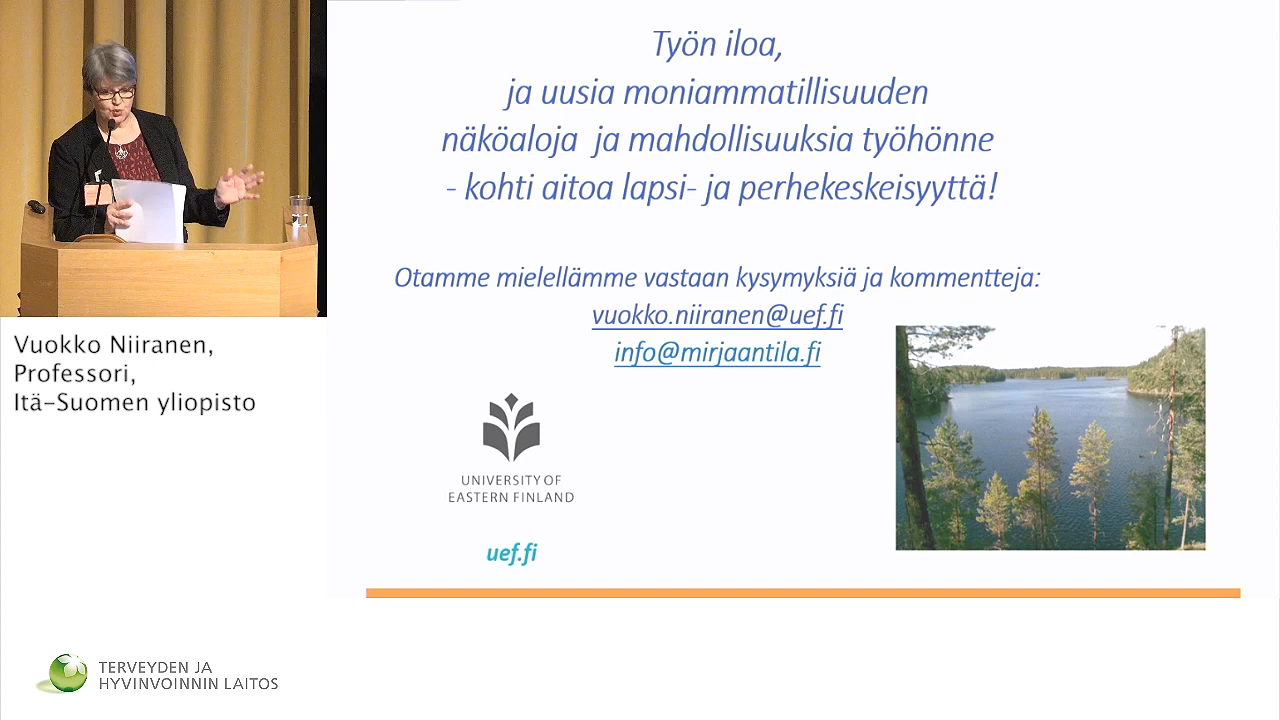 Työn iloa,
ja uusia moniammatillisuuden
näköaloja ja mahdollisuuksia työhönne
- kohti aitoa lapsi- ja perhekeskeisyyttä!
Otamme mielellämme vastaan kysymyksiä ja kommentteja:
vuokko.niiranen@uef.fi
info@mirjaantila.fi
UNIVERSITY OF
EASTERN FINLAND
uef.fi
Vuokko Niiranen,
Professori,
Itä-Suomen yliopisto
TERVEYDEN JA
HYVINVOINNIN LAITOS